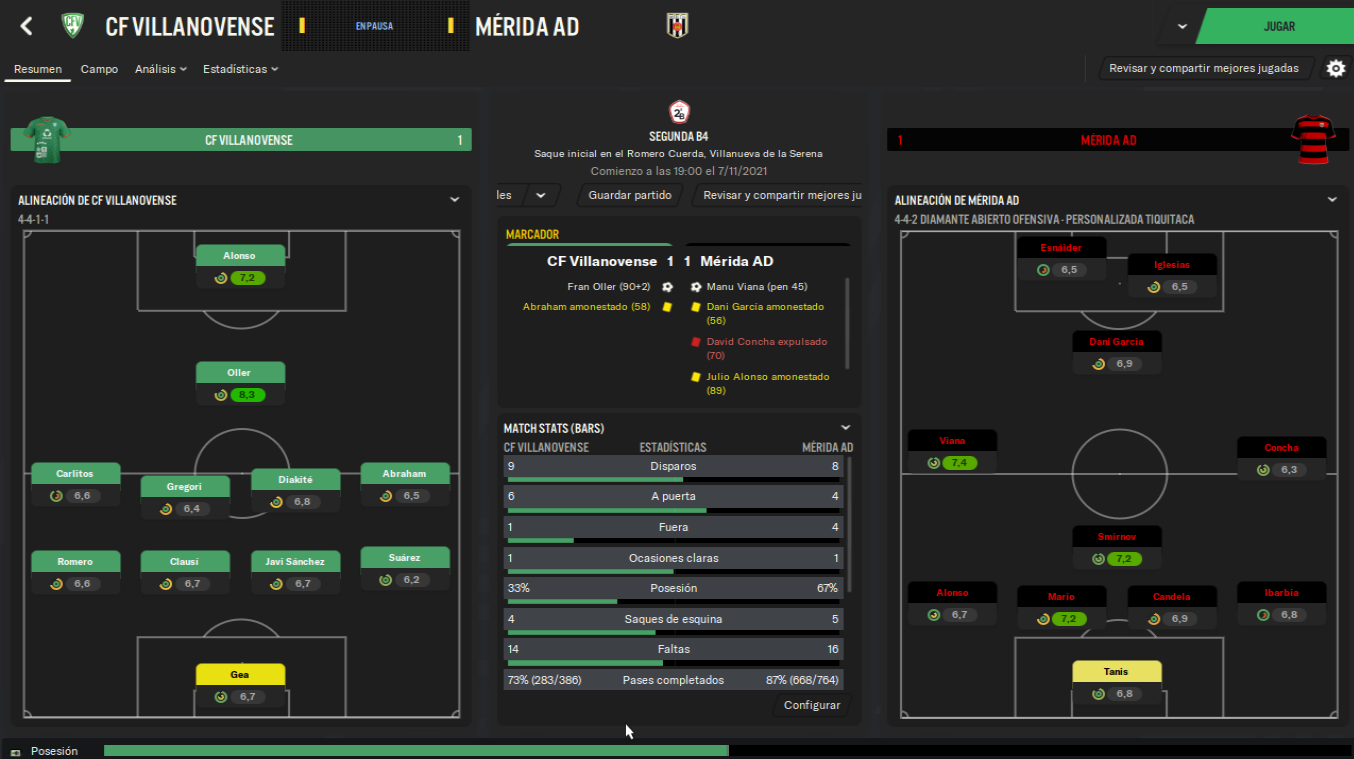 CF VILLANOVENSE
EN PAUSA
MÉRIDA AD
JUGAR
Resumen
Campo
Análisis
Estadísticas
Revisar y compartir mejores jugadas
CF VILLANOVENSE 1
2ªB
SEGUNDA B4
Saque inicial en el Romero Cuerda, Villanueva de la Serena
Comienzo a las 19:00 el 7/11/2021
1 MÉRIDA AD
les
Guardar partido
Revisar y compartir mejores ju
ALINEACIÓN DE CF VILLANOVENSE
4-4-1-1
Alonso
7,2
Oller
8,3
Carlitos
6,6
Gregori
6,4
Diakité
6,8
Abraham
6,5
Romero
6,6
Clausí
6,7
Javi Sánchez
6,7
Suárez
6,2
Gea
6,7
MARCADOR
CF Villanovense 1 1 Mérida AD
Fran Oller (90+2)
Manu Viana (pen 45)
Abraham amonestado (58)
Dani García amonestado
(56)
David Concha expulsado
(70)
Julio Alonso amonestado
(89)
MATCH STATS (BARS)
CF VILLANOVENSE ESTADÍSTICAS MÉRIDA AD
9 Disparos 8
6 A puerta 4
1 Fuera 4
1 Ocasiones claras 1
33% Posesión 67%
4 Saques de esquina 5
14 Faltas 16
73% (283/386) Pases completados 87% (668/764)
Configurar
ALINEACIÓN DE MÉRIDA AD
4-4-2 DIAMANTE ABIERTO OFENSIVA - PERSONALIZADA TIQUITACA
Esnáider
6,5
Iglesias
6,5
Dani García
6,9
Viana
7,4
Concha
6,3
Smirnov
7,2
Alonso
6,7
Mario
7,2
Candela
6,9
Ibarbia
6,8
Tanis
6,8
Posesión